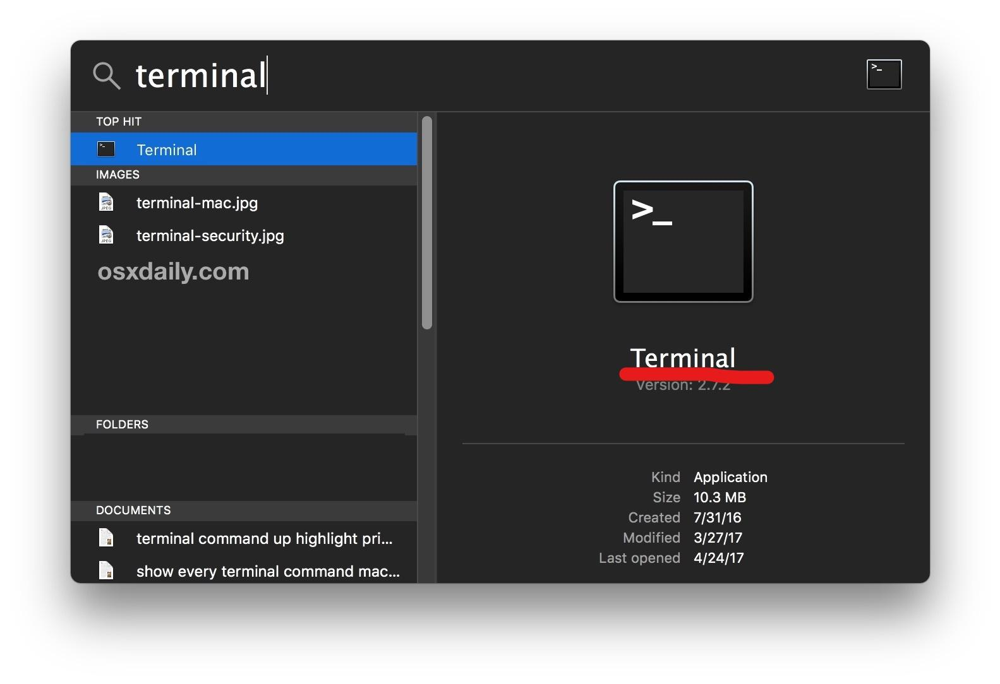 terminal
>_
TOP HIT
>_ Terminal
IMAGES
JPEG terminal-mac.jpg
JPEG terminal-security.jpg
osxdaily.com
FOLDERS
DOCUMENTS
terminal command up highlight pri...
show every terminal command mac...
>_
Terminal
Version: 2.7.2
Kind Application
Size 10.3 MB
Created 7/31/16
Modified 3/27/17
Last opened 4/24/17